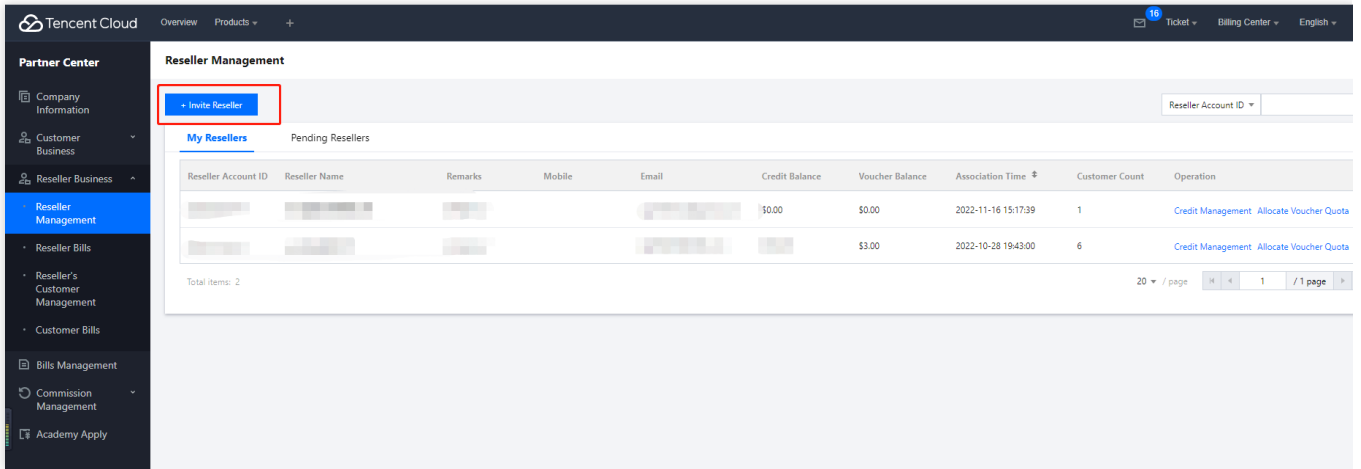 Tencent Cloud Overview Products + 16 Ticket Billing Center English
Partner Center
Reseller Management
Company
Information
+ Invite Reseller
Reseller Account ID
Customer
Business
My Resellers Pending Resellers
Reseller Business
Reseller Account ID Reseller Name Remarks Mobile Email Credit Balance Voucher Balance Association Time Customer Count Operation
Reseller
Management
$0.00 $0.00 2022-11-16 15:17:39 1 Credit Management Allocate Voucher Quota
Reseller Bills
$3.00 2022-10-28 19:43:00 6 Credit Management Allocate Voucher Quota
Reseller's
Customer
Management
Total items: 2 20 / page 1 / 1 page
Customer Bills
Bills Management
Commission
Management
Academy Apply